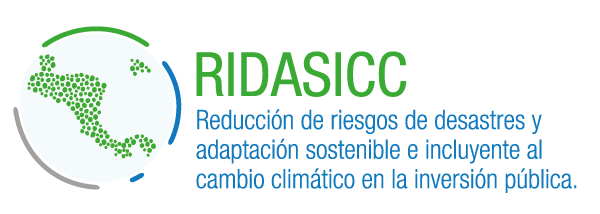 RIDASICC
Reducción de riesgos de desastres y
adaptación sostenible e incluyente al
cambio climático en la inversión pública.